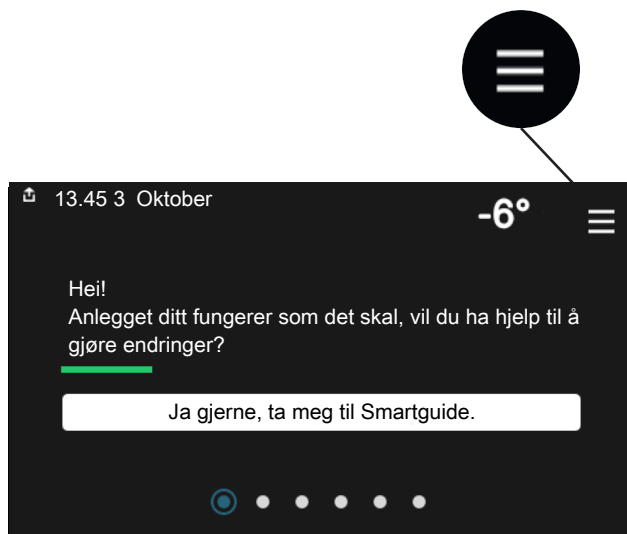 13.45 3 Oktober
-6°
Hei!
Anlegget ditt fungerer som det skal, vil du ha hjelp til å
gjøre endringer?
Ja gjerne, ta meg til Smartguide.